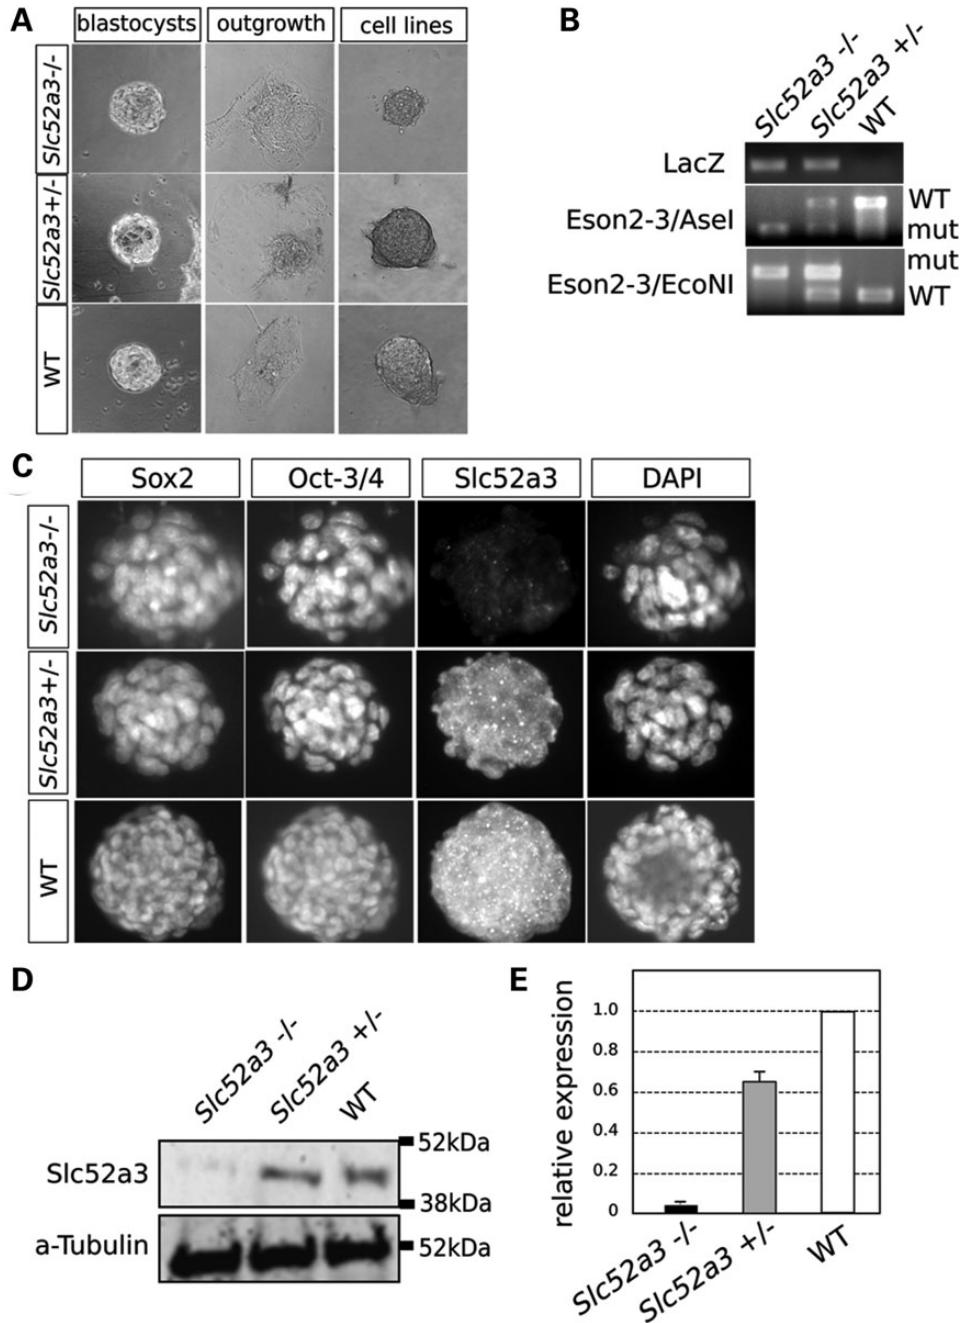 A
blastocysts outgrowth cell lines
Slc52a3-/-
Slc52a3+/-
WT
B
Slc52a3 -/-
Slc52a3 +/-
WT
LacZ
Eson2-3/AseI
WT
mut
Eson2-3/EcoNI
mut
WT
C
Sox2 Oct-3/4 Slc52a3 DAPI
Slc52a3-/-
Slc52a3+/-
WT
D
Slc52a3 -/-
Slc52a3 +/-
WT
Slc52a3
52kDa
38kDa
a-Tubulin
52kDa
E
relative expression
1.0
0.8
0.6
0.4
0.2
0
Slc52a3 -/-
Slc52a3 +/-
WT